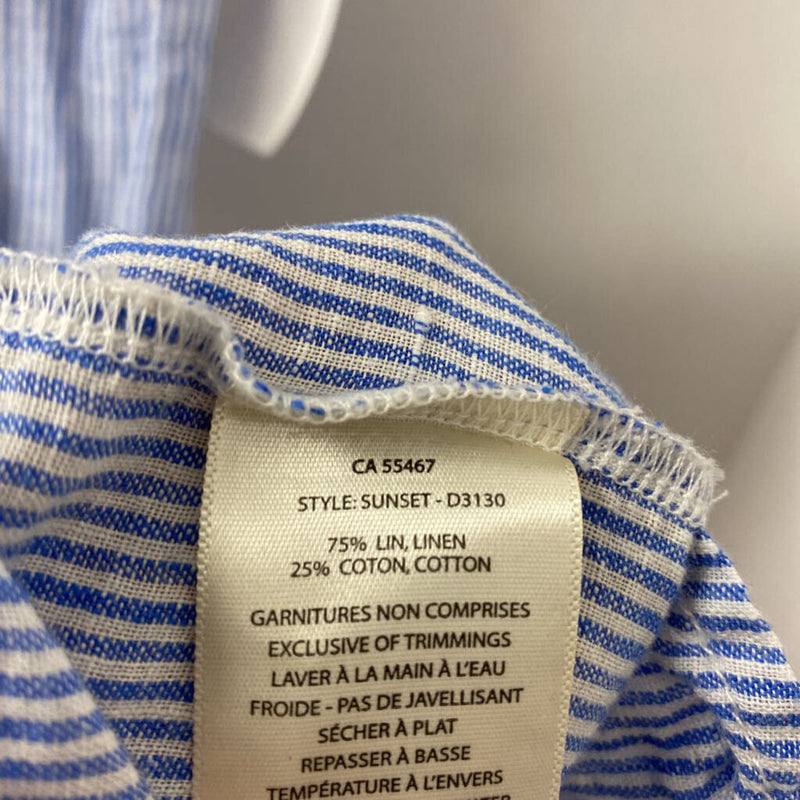 CA 55467
STYLE: SUNSET - D3130
75% LIN, LINEN
25% COTON, COTTON
GARNITURES NON COMPRISES
EXCLUSIVE OF TRIMMINGS
LAVER À LA MAIN À L'EAU
FROIDE - PAS DE JAVELLISANT
SÉCHER À PLAT
REPASSER À BASSE
TEMPÉRATURE À L'ENVERS